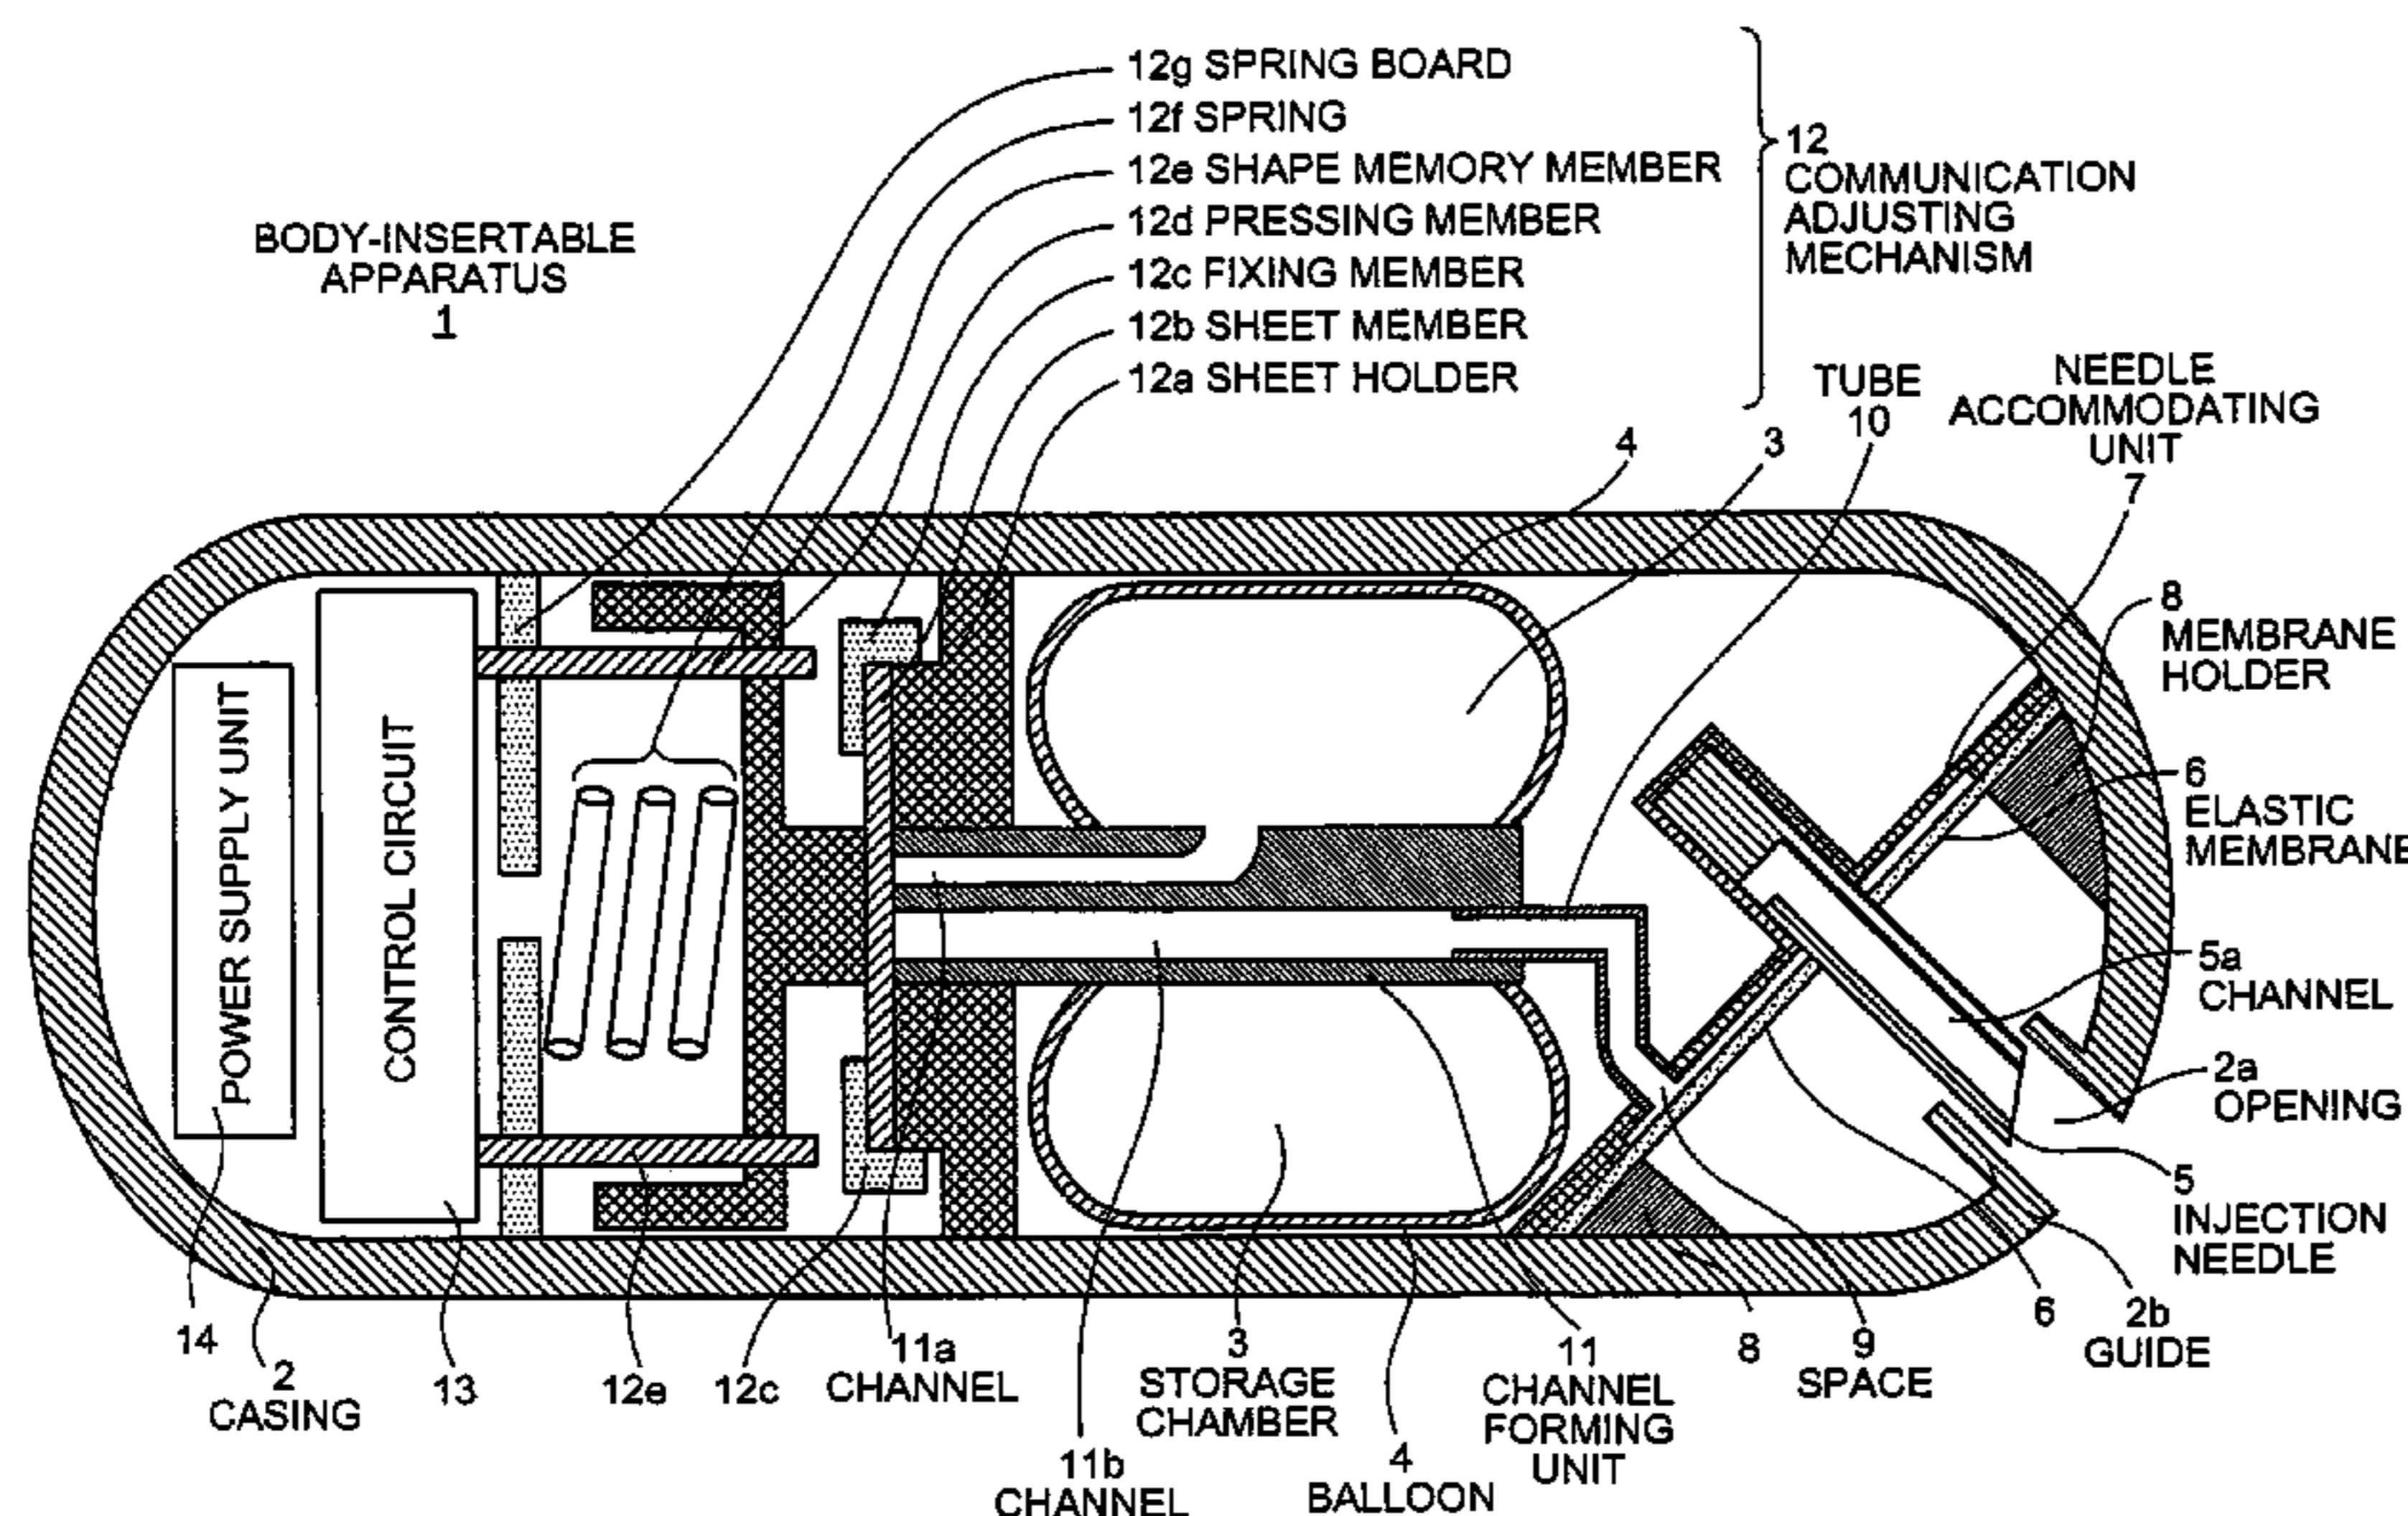 12g SPRING BOARD
12f SPRING
12e SHAPE MEMORY MEMBER
12d PRESSING MEMBER
12c FIXING MEMBER
12b SHEET MEMBER
12a SHEET HOLDER
12
COMMUNICATION
ADJUSTING
MECHANISM
BODY-INSERTABLE
APPARATUS
1
TUBE
10
NEEDLE
ACCOMMODATING
UNIT
7
4
3
8
MEMBRANE
HOLDER
6
ELASTIC
MEMBRANE
5a
CHANNEL
2a
OPENING
5
INJECTION
NEEDLE
POWER SUPPLY UNIT
CONTROL CIRCUIT
14
2
CASING
13
12e
12c
11a
CHANNEL
11b
CHANNEL
3
STORAGE
CHAMBER
4
BALLOON
11
CHANNEL
FORMING
UNIT
8
9
SPACE
6
2b
GUIDE